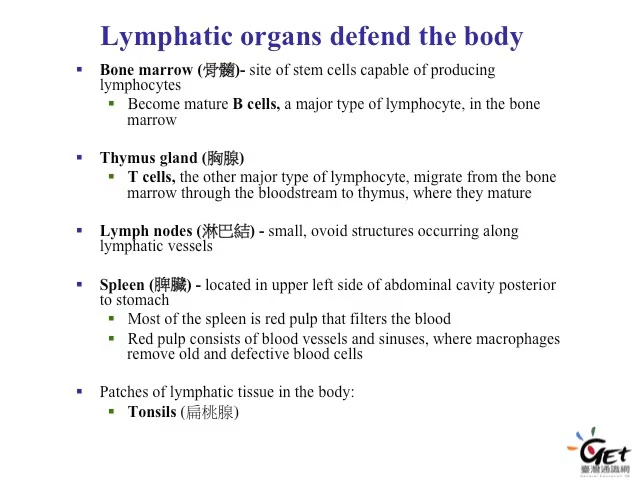 Lymphatic organs defend the body
▪ Bone marrow (骨髓)- site of stem cells capable of producing
lymphocytes
▪ Become mature B cells, a major type of lymphocyte, in the bone
marrow
▪ Thymus gland (胸腺)
▪ T cells, the other major type of lymphocyte, migrate from the bone
marrow through the bloodstream to thymus, where they mature
▪ Lymph nodes (淋巴結) - small, ovoid structures occurring along
lymphatic vessels
▪ Spleen (脾臟) - located in upper left side of abdominal cavity posterior
to stomach
▪ Most of the spleen is red pulp that filters the blood
▪ Red pulp consists of blood vessels and sinuses, where macrophages
remove old and defective blood cells
▪ Patches of lymphatic tissue in the body:
▪ Tonsils (扁桃腺)
GET
臺灣通識網